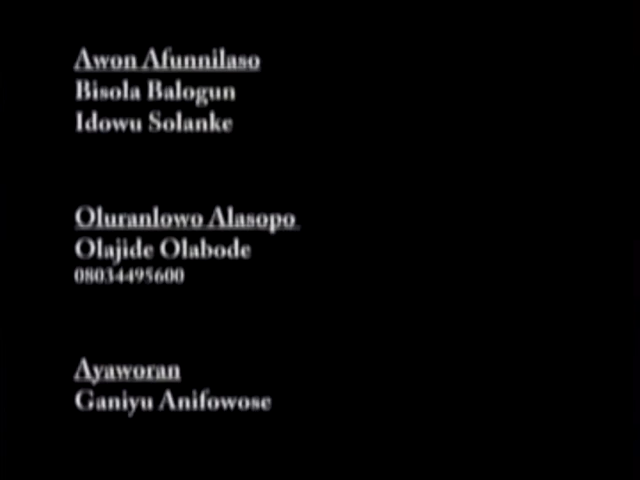 Awon Afunnilaso
Bisola Balogun
Idowu Solanke
Oluranlowo Alasopo
Olajide Olabode
08034495600
Ayaworan
Ganiyu Anifowose